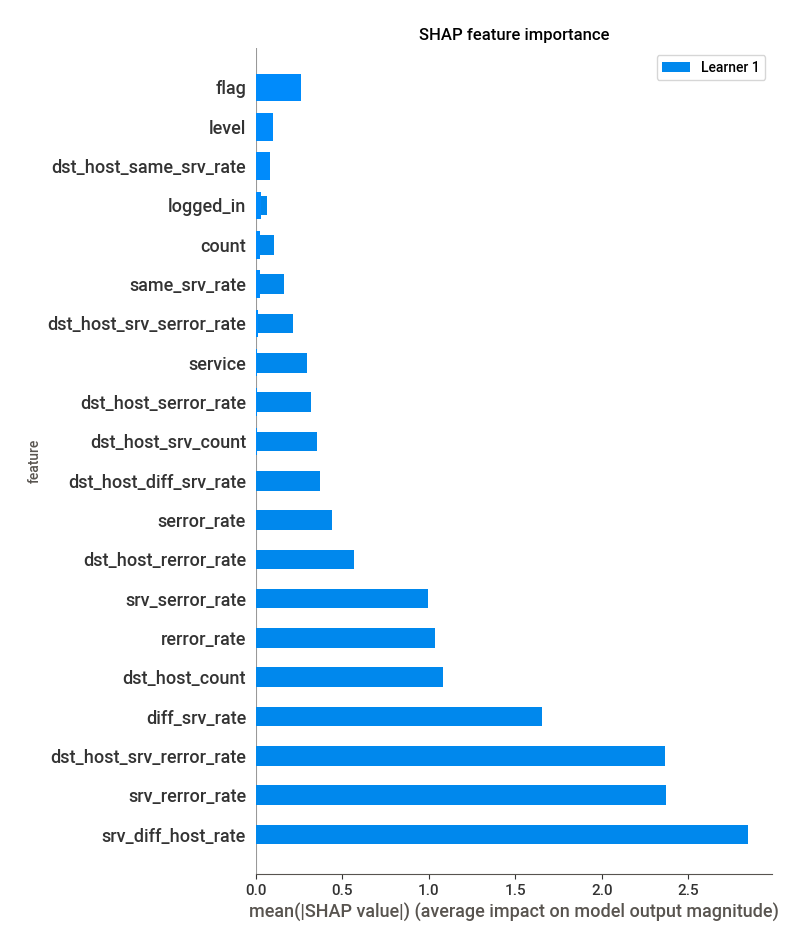 SHAP feature importance
Learner 1
flag
level
dst_host_same_srv_rate
logged_in
count
same_srv_rate
dst_host_srv_serror_rate
service
dst_host_serror_rate
dst_host_srv_count
dst_host_diff_srv_rate
serror_rate
dst_host_rerror_rate
srv_serror_rate
rerror_rate
dst_host_count
diff_srv_rate
dst_host_srv_rerror_rate
srv_rerror_rate
srv_diff_host_rate
feature
0.0 0.5 1.0 1.5 2.0 2.5
mean(|SHAP value|) (average impact on model output magnitude)